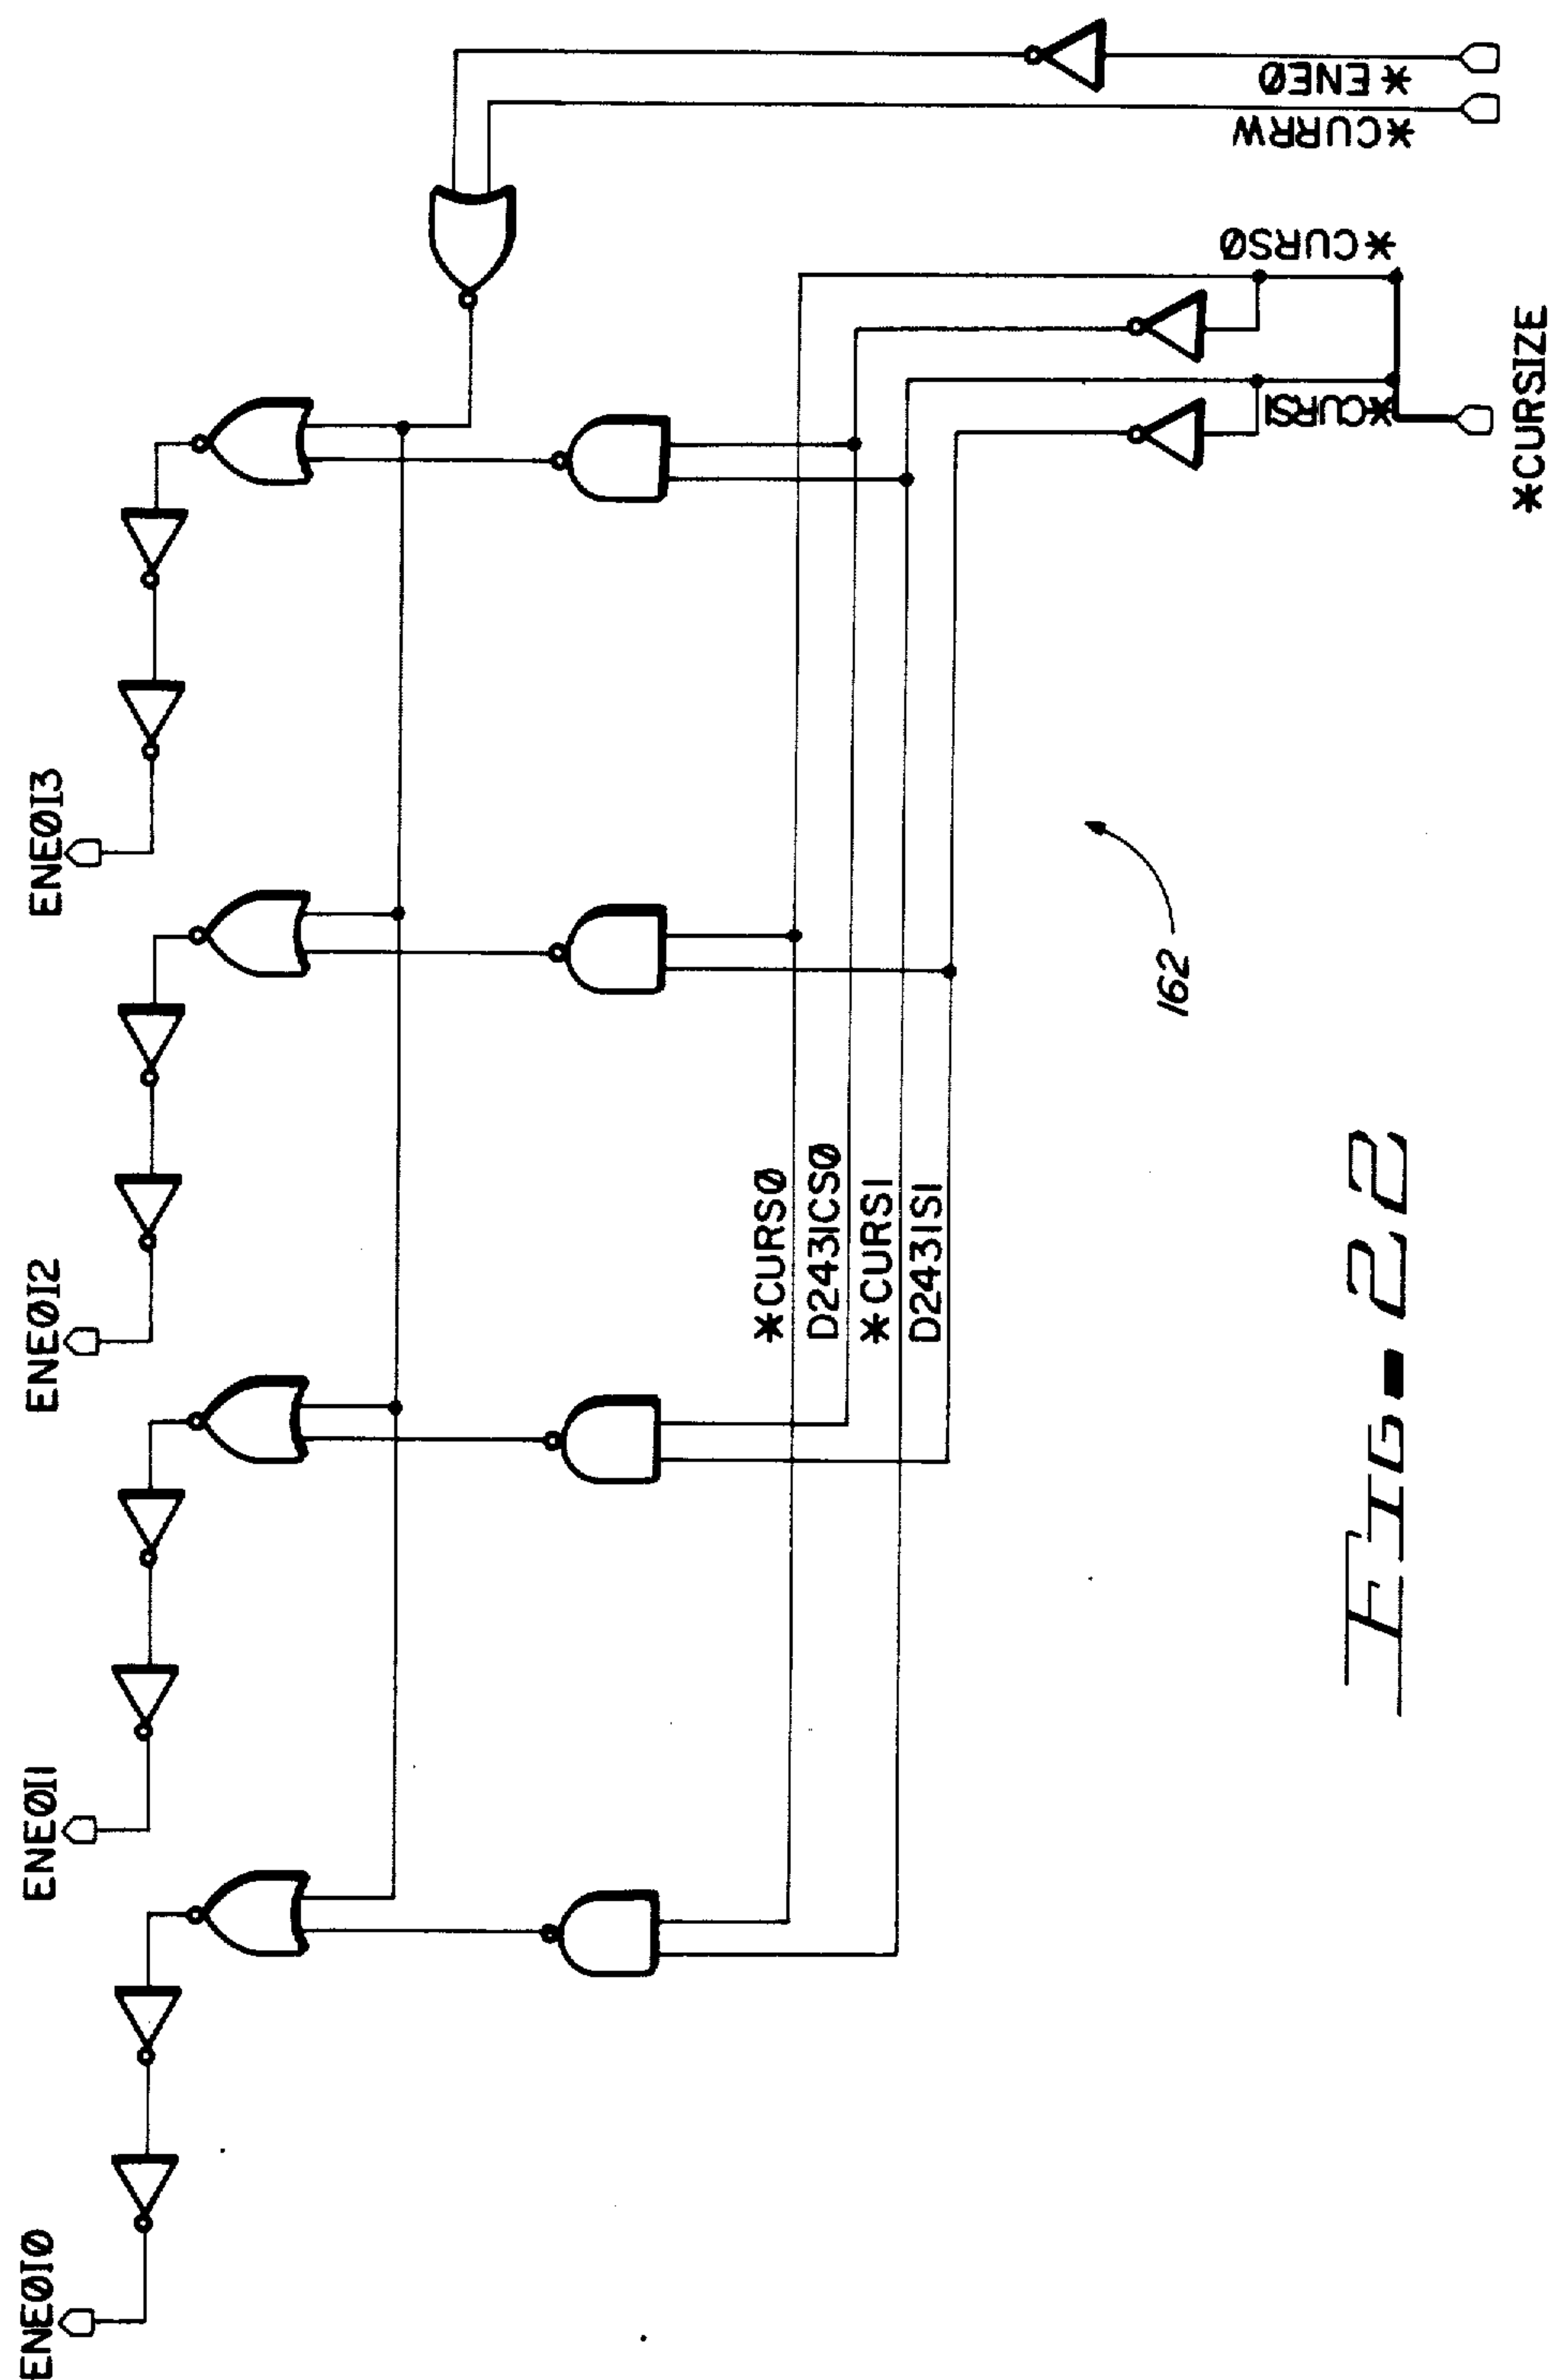 ENE0I0
ENE0I1
ENE0I2
ENE0I3
*CURS0
D243ICS0
*CURS1
D243IS1
162
*ENE0
*CURRW
*CURS0
*CURS1
*CURSIZE
FIG-22